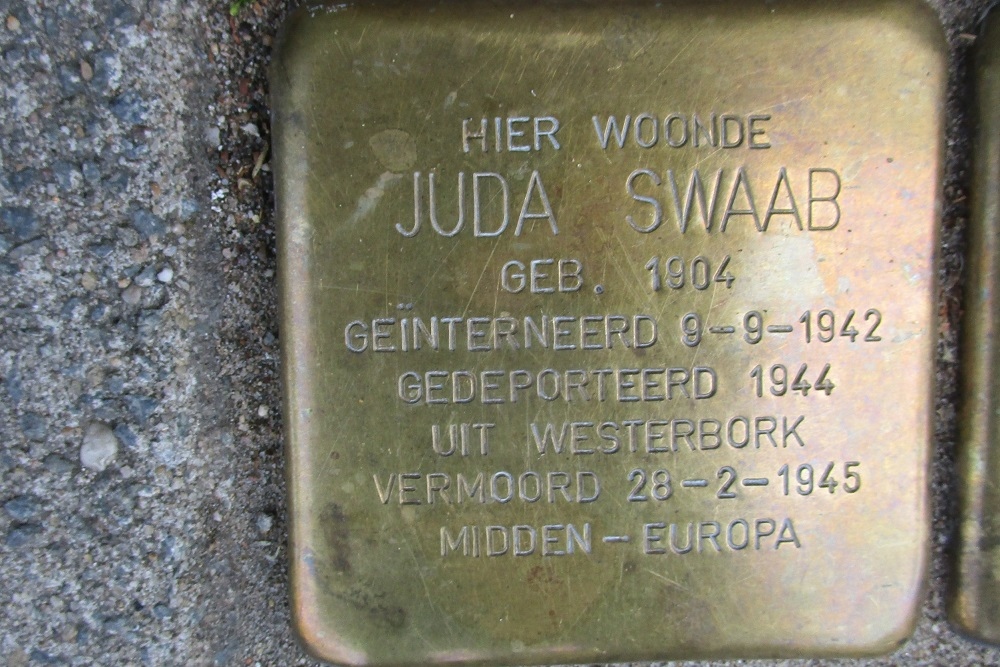 HIER WOONDE
JUDA SWAAB
GEB. 1904
GEÏNTERNEERD 9-9-1942
GEDEPORTEERD 1944
UIT WESTERBORK
VERMOORD 28-2-1945
MIDDEN-EUROPA